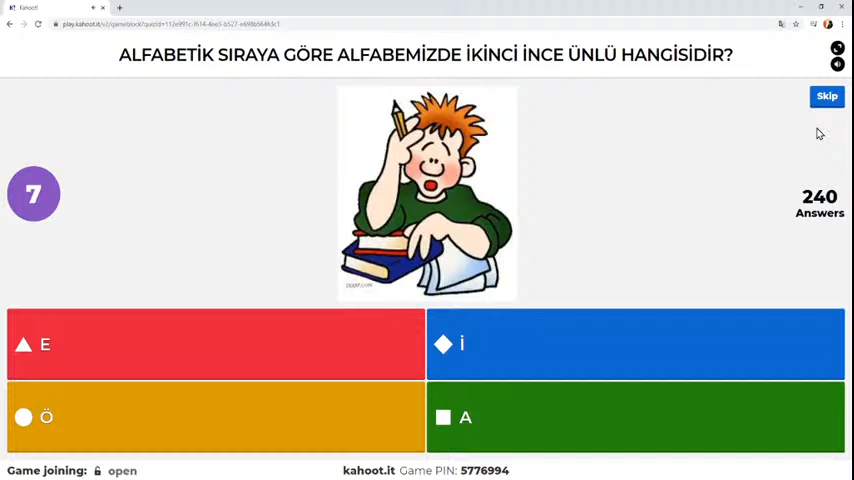 Kahoot!
play.kahoot.it/v2/gameblock?quizId=
ALFABETİK SIRAYA GÖRE ALFABEMİZDE İKİNCİ İNCE ÜNLÜ HANGİSİDİR?
Skip
7
240
Answers
E
İ
Ö
A
Game joining: open
kahoot.it Game PIN: 5776994